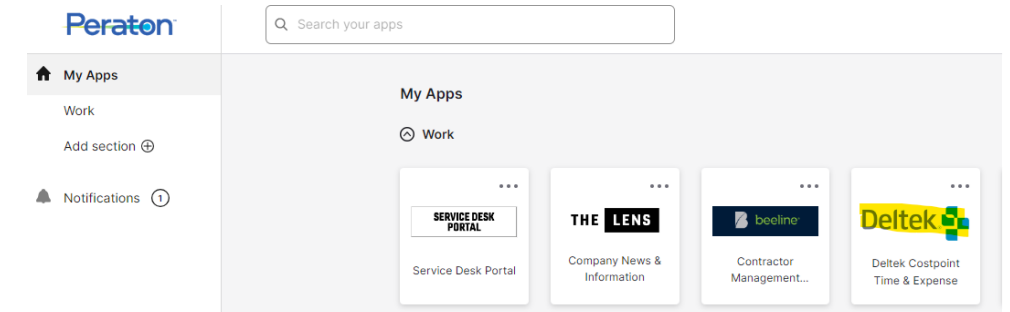 Peraton
Search your apps
My Apps
Work
Add section
Notifications 1
My Apps
Work
SERVICE DESK
PORTAL
Service Desk Portal
THE LENS
Company News &
Information
beeline
Contractor
Management...
Deltek
Deltek Costpoint
Time & Expense